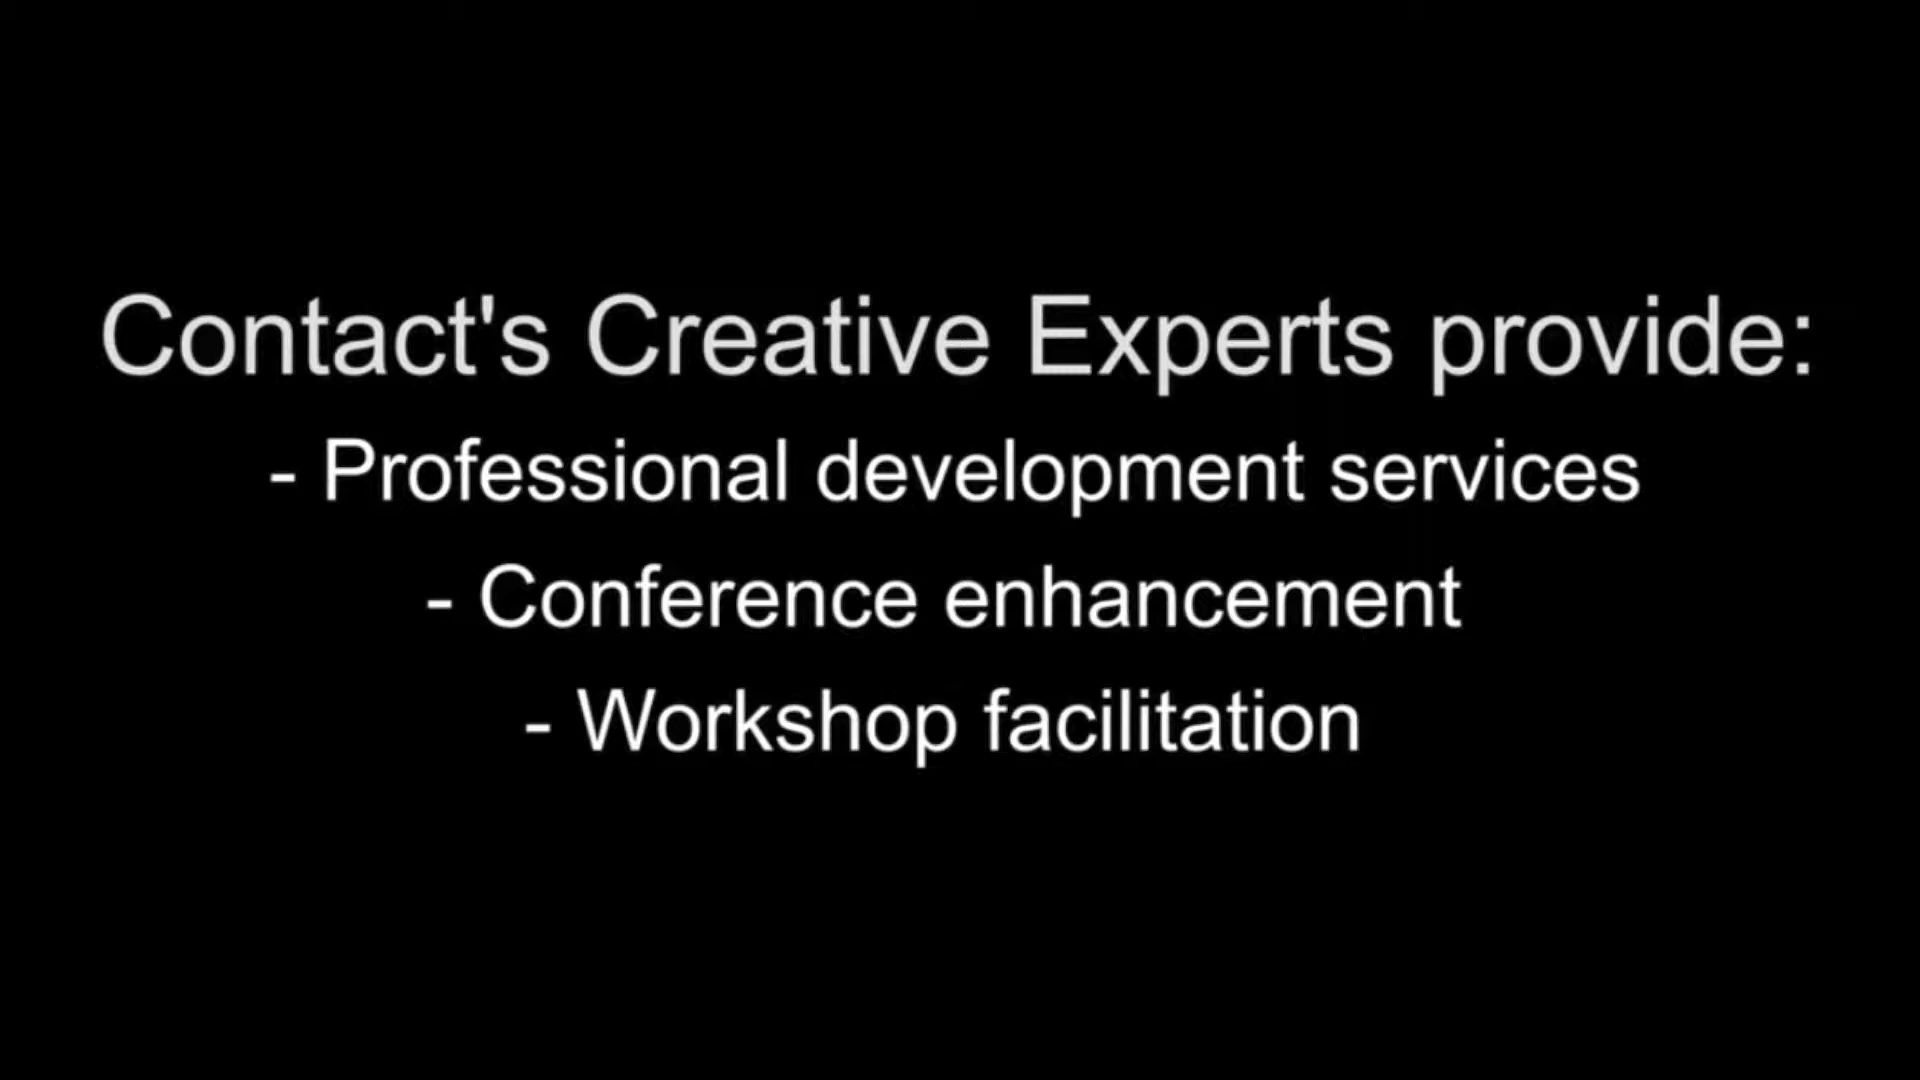 Contact's Creative Experts provide:
- Professional development services
- Conference enhancement
- Workshop facilitation